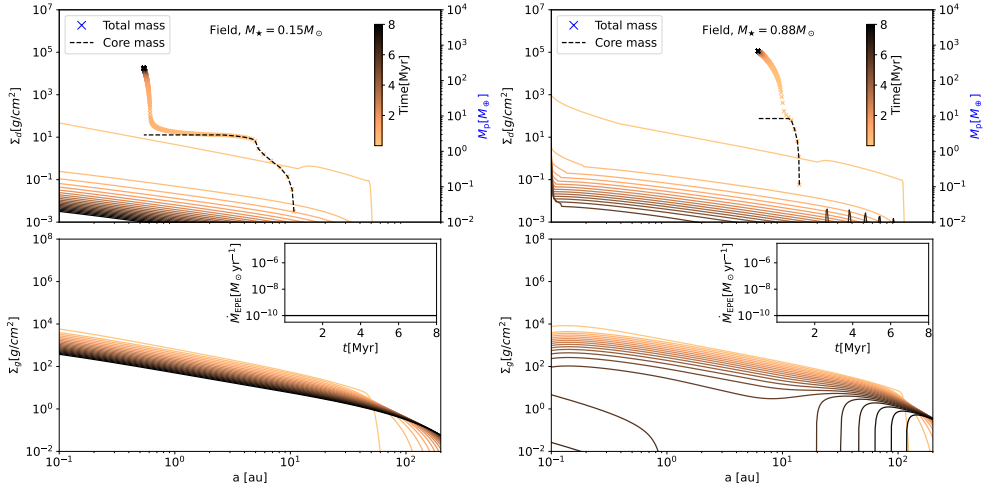 Total mass
Core mass
Field, M⋆ = 0.15M⊙
Σd[g/cm²]
10⁷
10⁵
10³
10¹
10⁻¹
10⁻³
Time[Myr]
8
6
4
2
Mp[M⊕]
10⁴
10³
10²
10¹
10⁰
10⁻¹
10⁻²
Total mass
Core mass
Field, M⋆ = 0.88M⊙
Σd[g/cm²]
10⁷
10⁵
10³
10¹
10⁻¹
10⁻³
Time[Myr]
8
6
4
2
Mp[M⊕]
10⁴
10³
10²
10¹
10⁰
10⁻¹
10⁻²
Σg[g/cm²]
10⁸
10⁶
10⁴
10²
10⁰
10⁻²
ṀEPE[M⊙ yr⁻¹]
10⁻⁶
10⁻⁸
10⁻¹⁰
2 4 6 8
t[Myr]
10⁻¹ 10⁰ 10¹ 10²
a [au]
Σg[g/cm²]
10⁸
10⁶
10⁴
10²
10⁰
10⁻²
ṀEPE[M⊙ yr⁻¹]
10⁻⁶
10⁻⁸
10⁻¹⁰
2 4 6 8
t[Myr]
10⁻¹ 10⁰ 10¹ 10²
a [au]